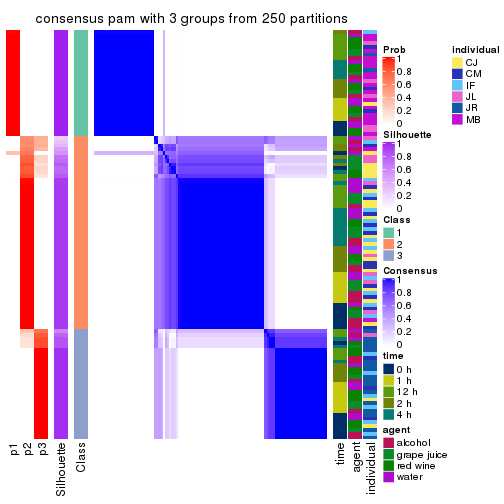 consensus pam with 3 groups from 250 partitions
p1
p2
p3
Silhouette
Class
time
agent
individual
Prob
1
0.8
0.6
0.4
0.2
0
Silhouette
1
0.8
0.6
0.4
0.2
0
Class
1
2
3
Consensus
1
0.8
0.6
0.4
0.2
0
time
0 h
1 h
12 h
2 h
4 h
agent
alcohol
grape juice
red wine
water
individual
CJ
CM
IF
JL
JR
MB